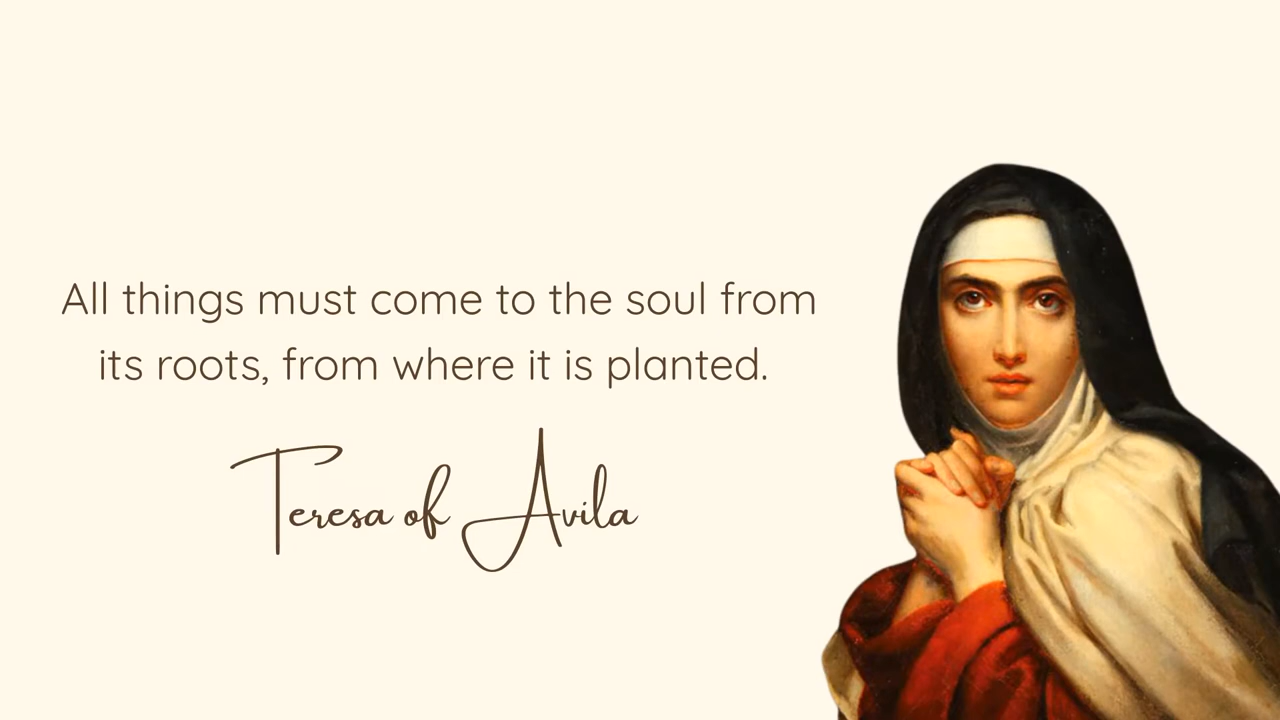 All things must come to the soul from
its roots, from where it is planted.
Teresa of Avila